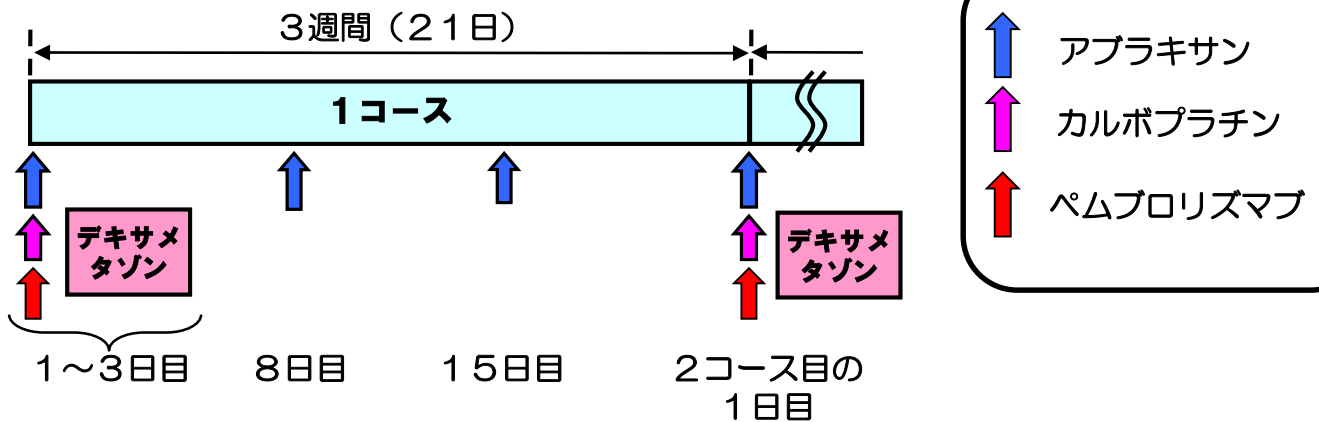 3週間（21日）
1コース
デキサメ
タゾン
デキサメ
タゾン
1～3日目
8日目
15日目
2コース目の
1日目
アブラキサン
カルボプラチン
ペムブロリズマブ